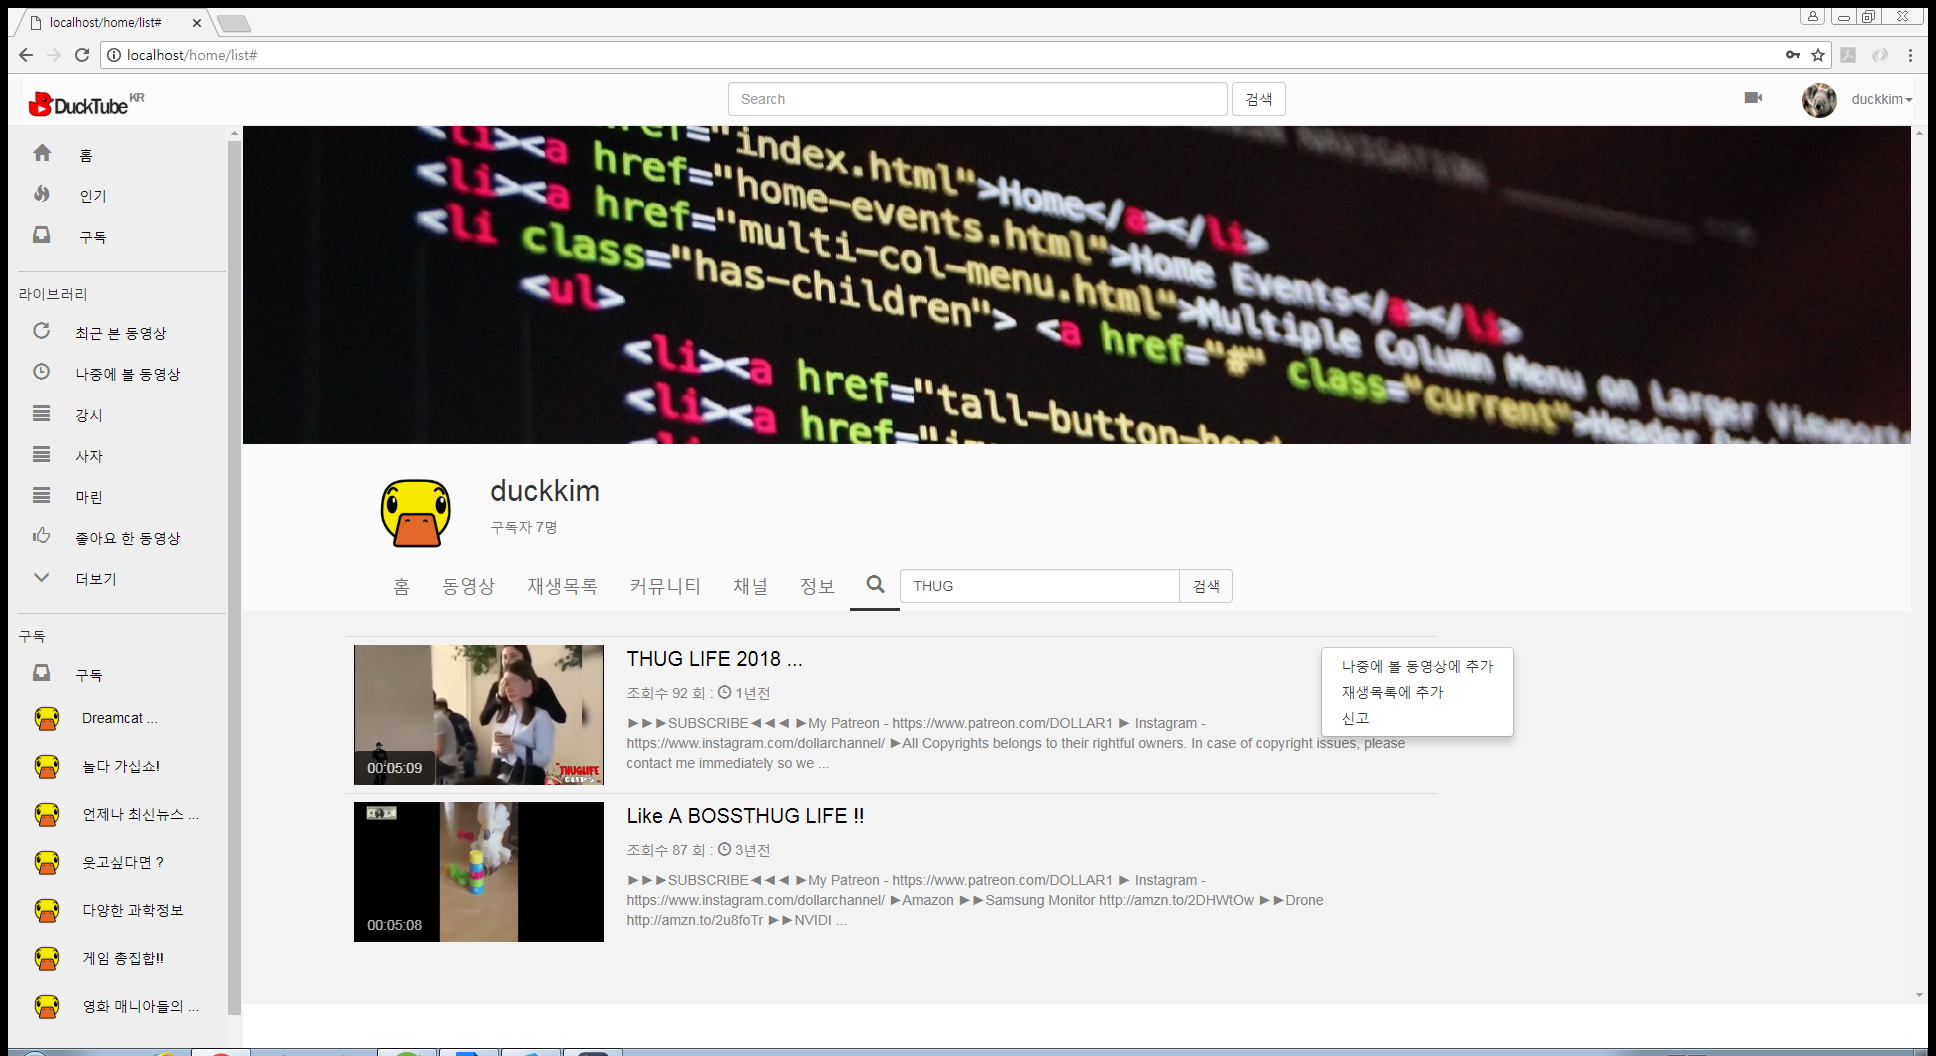 localhost/home/list#
localhost/home/list#
DuckTube KR
Search
검색
duckkim
홈
인기
구독
라이브러리
최근 본 동영상
나중에 볼 동영상
강시
사자
마린
좋아요 한 동영상
더보기
구독
구독
Dreamcat ...
놀다 가십쇼!
언제나 최신뉴스 ...
웃고싶다면 ?
다양한 과학정보
게임 총집합!!
영화 매니아들의 ...
<li><a href="index.html">Home</a></li>
<li><a href="home-events.html">Home Events</a></li>
<li class="has-children"> <a href="#" class="current">
"multi-col-menu.html">Multiple Column Menu on Larger Viewports
<ul>
<li><a href="tall-button-head
<li><a href="
NAVIGATION
duckkim
구독자 7명
홈 동영상 재생목록 커뮤니티 채널 정보 THUG 검색
00:05:09
THUGLIFE
THUG LIFE 2018 ...
조회수 92 회 : 1년전
►►►SUBSCRIBE◄◄◄ ►My Patreon - https://www.patreon.com/DOLLAR1 ► Instagram -
https://www.instagram.com/dollarchannel/ ►All Copyrights belongs to their rightful owners. In case of copyright issues, please
contact me immediately so we ...
나중에 볼 동영상에 추가
재생목록에 추가
신고
00:05:08
Like A BOSSTHUG LIFE !!
조회수 87 회 : 3년전
►►►SUBSCRIBE◄◄◄ ►My Patreon - https://www.patreon.com/DOLLAR1 ► Instagram -
https://www.instagram.com/dollarchannel/ ►Amazon ►►Samsung Monitor http://amzn.to/2DHWtOw ►►Drone
http://amzn.to/2u8foTr ►►NVIDI ...